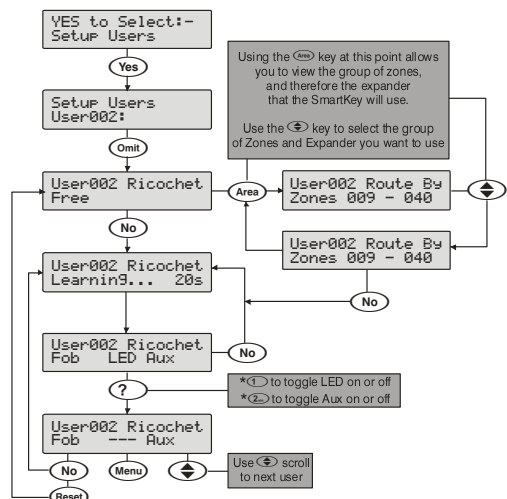 YES to Select:-
Setup Users
Yes
Setup Users
User002:
Omit
User002 Ricochet
Free
No
User002 Ricochet
Learning... 20s
User002 Ricochet
Fob LED Aux
No
?
*1 to toggle LED on or off
*2 to toggle Aux on or off
User002 Ricochet
Fob --- Aux
No
Menu
Use scroll
to next user
Reset
Using the Area key at this point allows
you to view the group of zones,
and therefore the expander
that the SmartKey will use.
Use the key to select the group
of Zones and Expander you want to use
Area
User002 Route By
Zones 009 - 040
User002 Route By
Zones 009 - 040
No